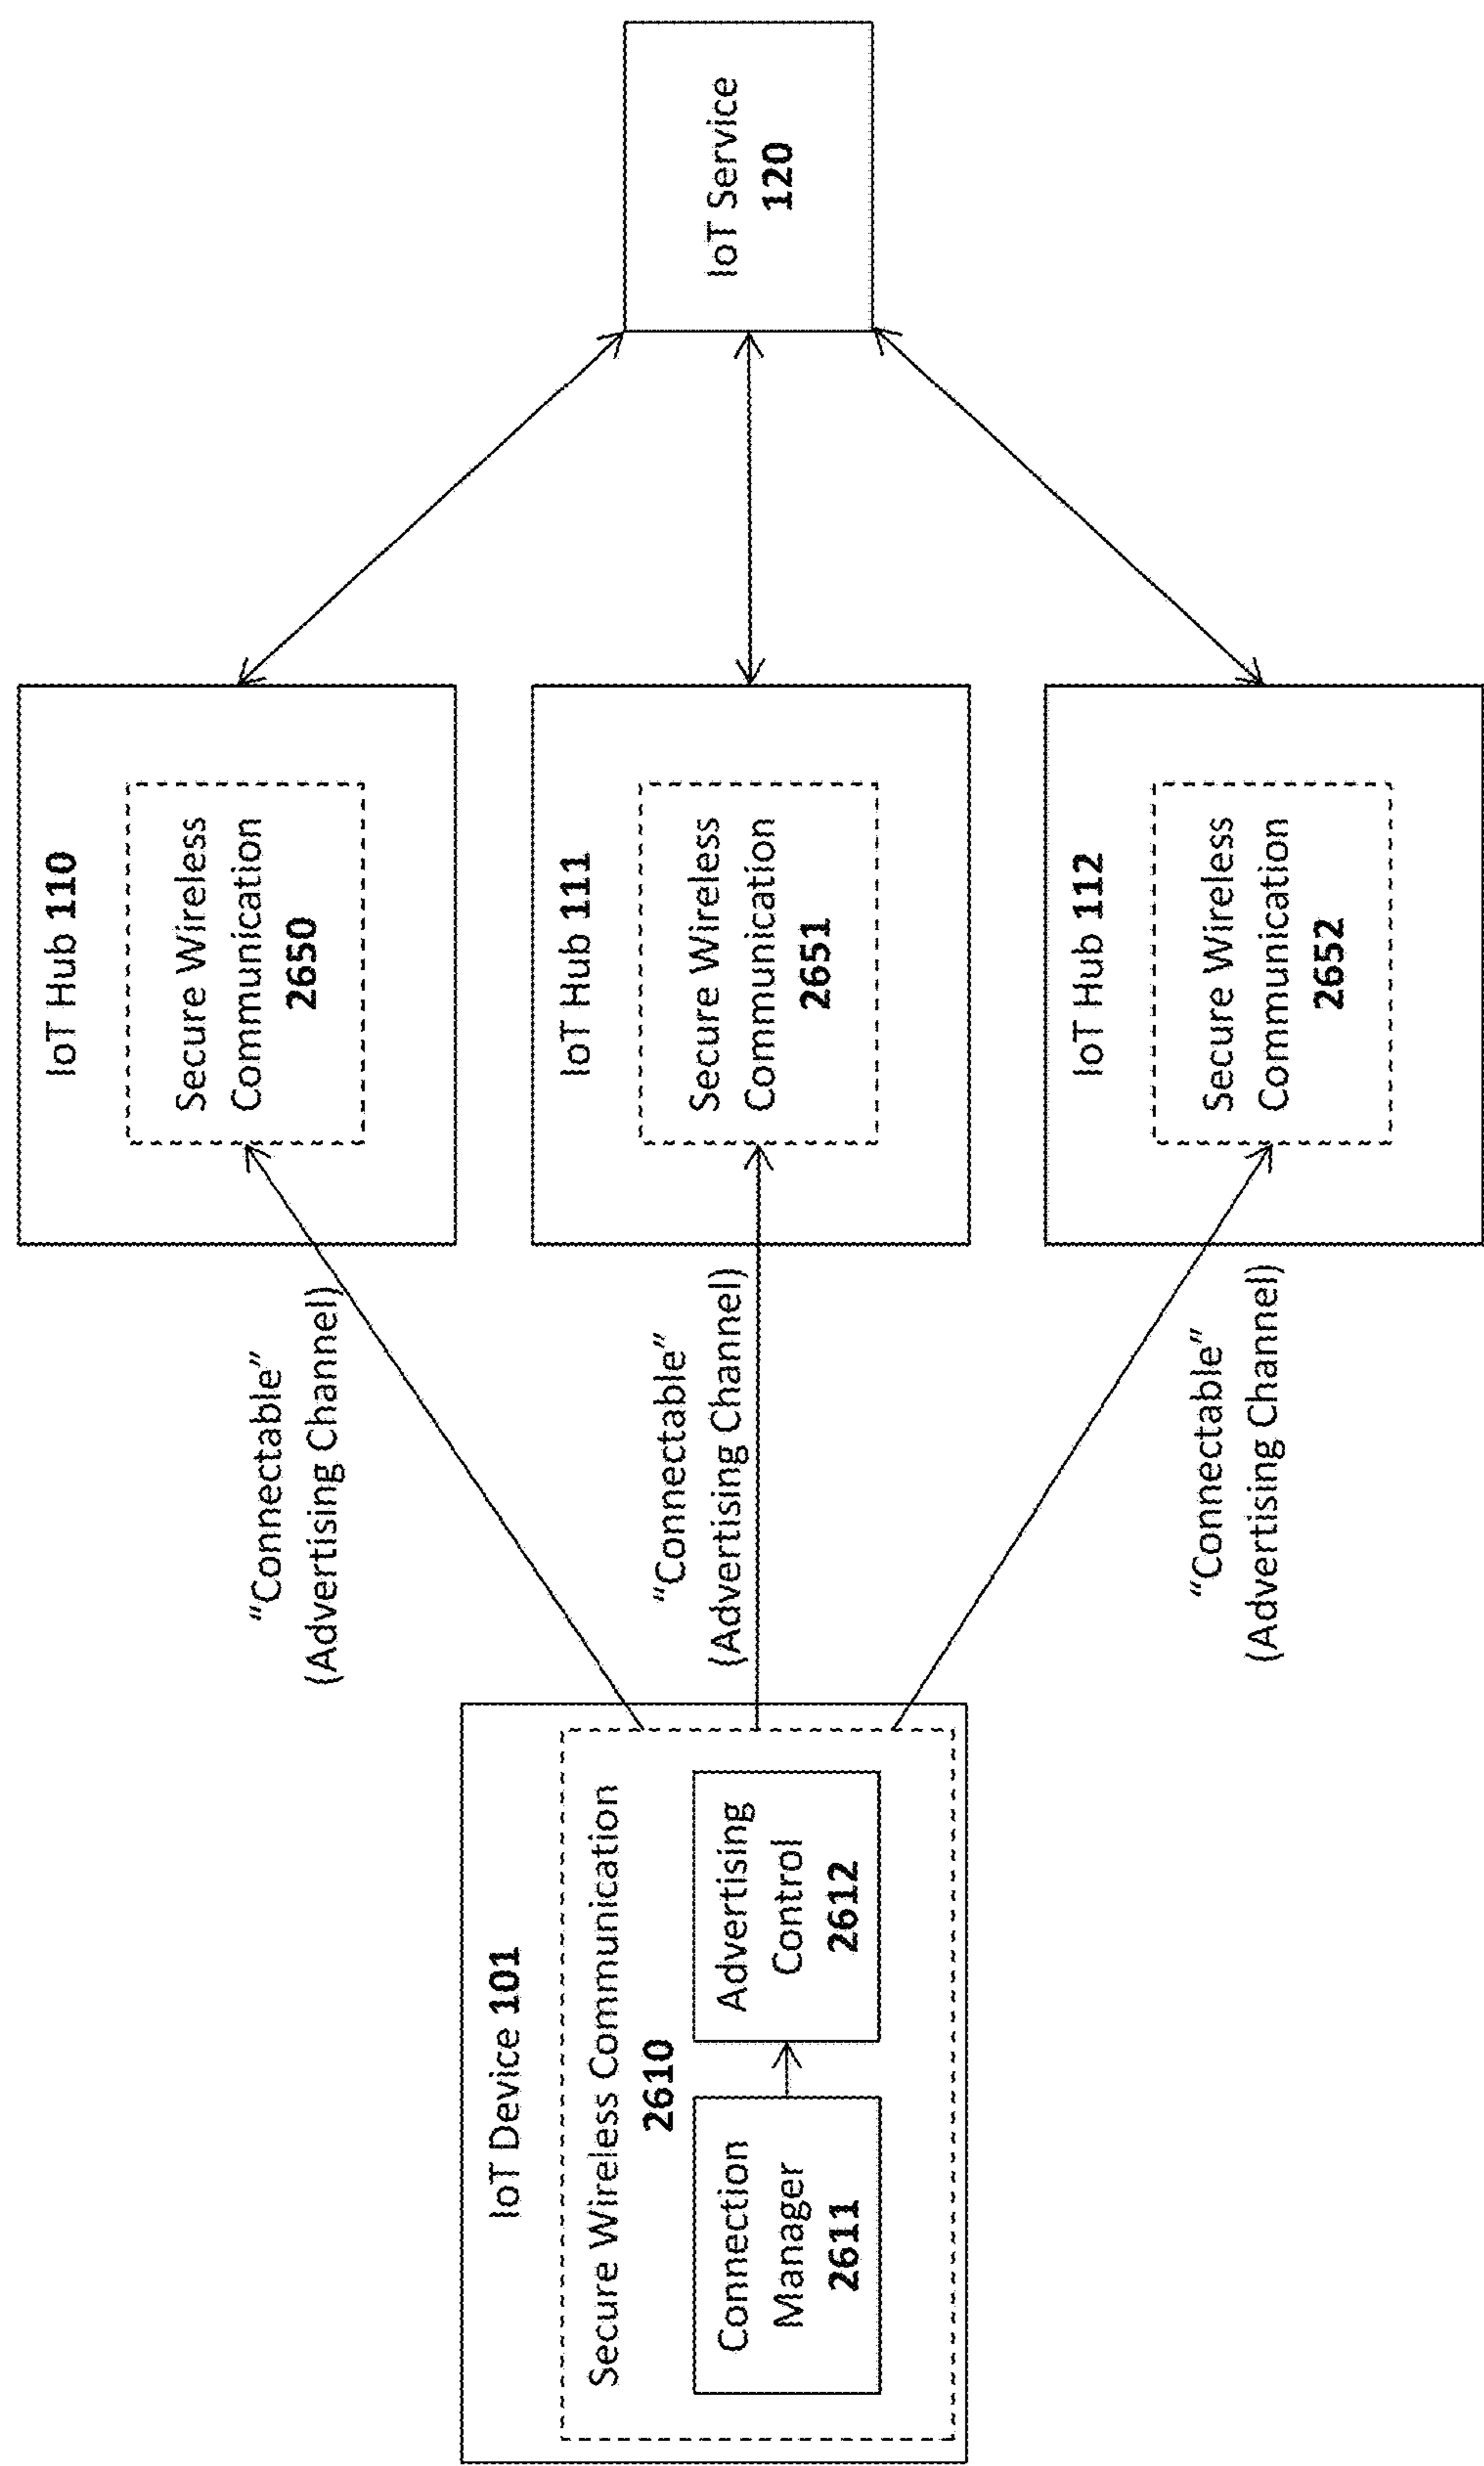 IoT Device 101
Secure Wireless Communication
2610
Connection
Manager
2611
Advertising
Control
2612
“Connectable”
(Advertising Channel)
“Connectable”
(Advertising Channel)
“Connectable”
(Advertising Channel)
IoT Hub 110
Secure Wireless
Communication
2650
IoT Hub 111
Secure Wireless
Communication
2651
IoT Hub 112
Secure Wireless
Communication
2652
IoT Service
120